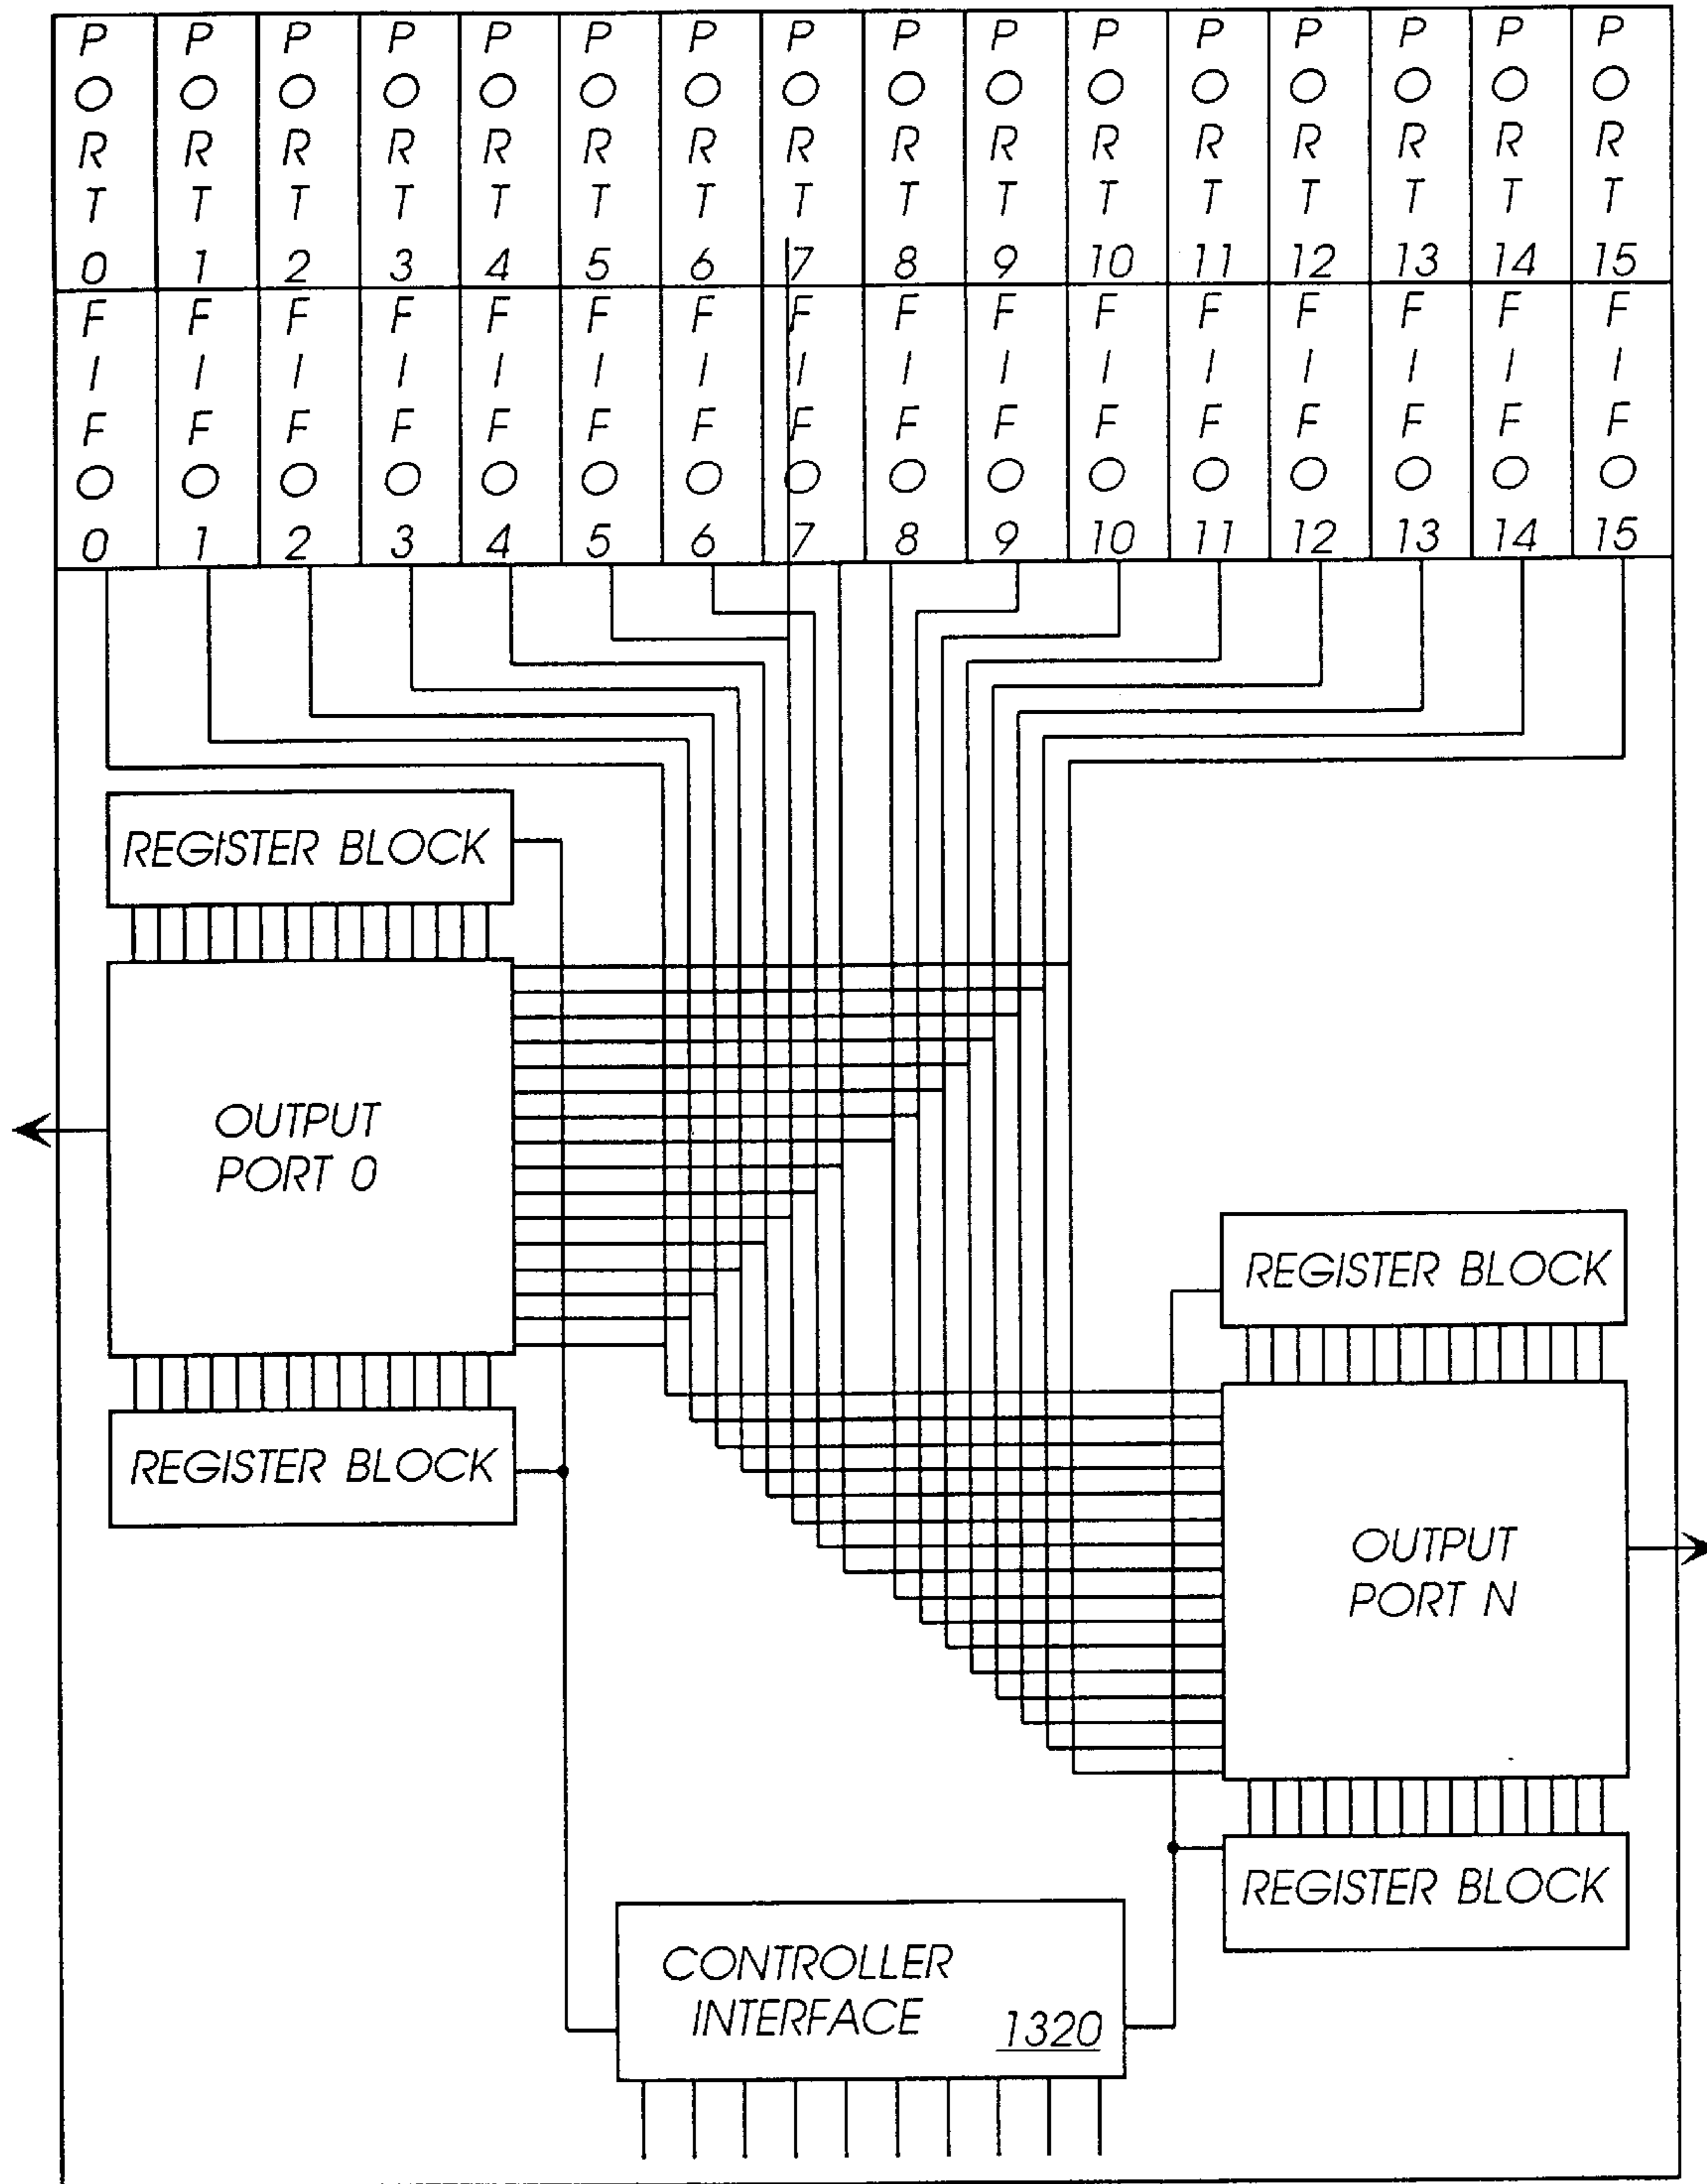 PORT 0
PORT 1
PORT 2
PORT 3
PORT 4
PORT 5
PORT 6
PORT 7
PORT 8
PORT 9
PORT 10
PORT 11
PORT 12
PORT 13
PORT 14
PORT 15
FIFO 0
FIFO 1
FIFO 2
FIFO 3
FIFO 4
FIFO 5
FIFO 6
FIFO 7
FIFO 8
FIFO 9
FIFO 10
FIFO 11
FIFO 12
FIFO 13
FIFO 14
FIFO 15
REGISTER BLOCK
OUTPUT
PORT 0
REGISTER BLOCK
REGISTER BLOCK
OUTPUT
PORT N
REGISTER BLOCK
CONTROLLER
INTERFACE 1320